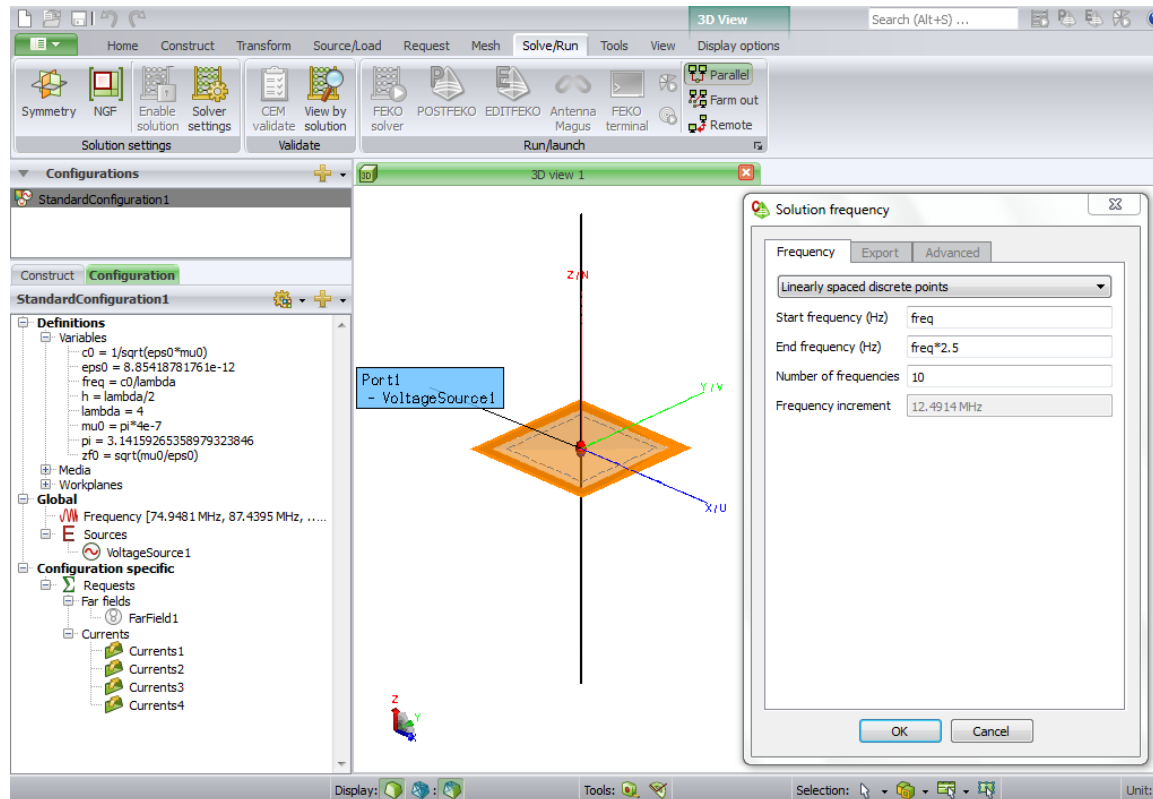 3D View
Search (Alt+S) ...
Home Construct Transform Source/Load Request Mesh Solve/Run Tools View Display options
Symmetry
NGF
Enable solution
Solver settings
CEM validate
View by solution
FEKO solver
POSTFEKO
EDITFEKO
Antenna Magus
FEKO terminal
Parallel
Farm out
Remote
Solution settings
Validate
Run/launch
Configurations
StandardConfiguration1
Construct Configuration
StandardConfiguration1
Definitions
Variables
c0 = 1/sqrt(eps0*mu0)
eps0 = 8.85418781761e-12
freq = c0/lambda
h = lambda/2
lambda = 4
mu0 = pi*4e-7
pi = 3.14159265358979323846
zf0 = sqrt(mu0/eps0)
Media
Workplanes
Global
Frequency [74.9481 MHz, 87.4395 MHz, .....
Sources
VoltageSource1
Configuration specific
Requests
Far fields
FarField1
Currents
Currents1
Currents2
Currents3
Currents4
3D
3D view 1
Z/N
Y/V
X/U
Port1
- VoltageSource1
Z
Y
X
Solution frequency
Frequency Export Advanced
Linearly spaced discrete points
Start frequency (Hz) freq
End frequency (Hz) freq*2.5
Number of frequencies 10
Frequency increment 12.4914 MHz
OK Cancel
Display:
Tools:
Selection:
Unit: